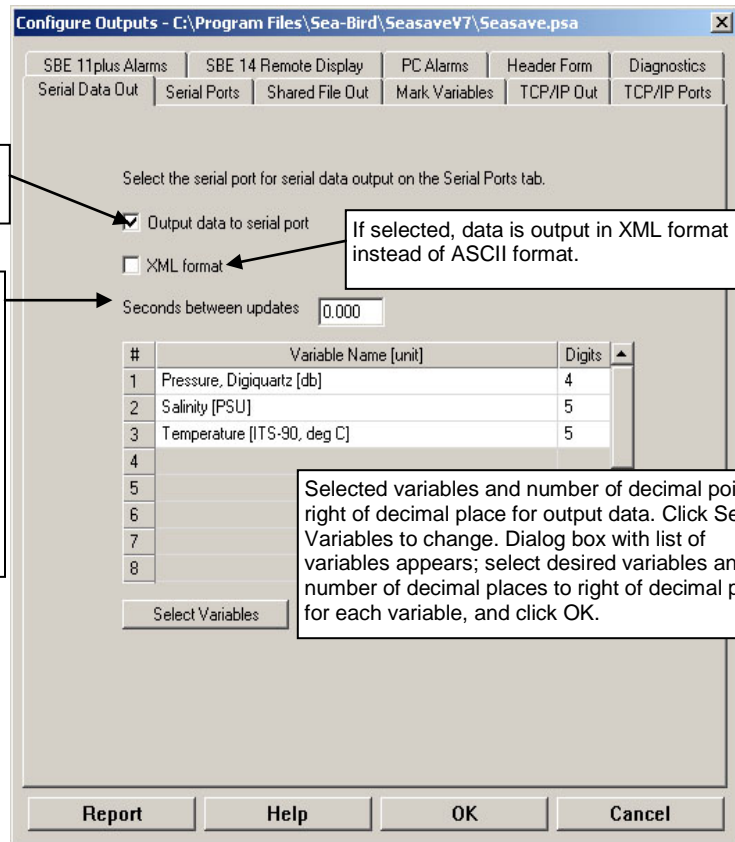 Configure Outputs - C:\Program Files\Sea-Bird\SeasaveV7\Seasave.psa
SBE 11plus Alarms SBE 14 Remote Display PC Alarms Header Form Diagnostics
Serial Data Out Serial Ports Shared File Out Mark Variables TCP/IP Out TCP/IP Ports
Select the serial port for serial data output on the Serial Ports tab.
Output data to serial port
If selected, data is output in XML format
instead of ASCII format.
XML format
Seconds between updates 0.000
# Variable Name [unit] Digits
1 Pressure, Digiquartz [db] 4
2 Salinity [PSU] 5
3 Temperature [ITS-90, deg C] 5
4
5
6
7
8
Selected variables and number of decimal
right of decimal place for output data. Click
Variables to change. Dialog box with list of
variables appears; select desired variables
number of decimal places to right of decimal
for each variable, and click OK.
Select Variables
Report Help OK Cancel